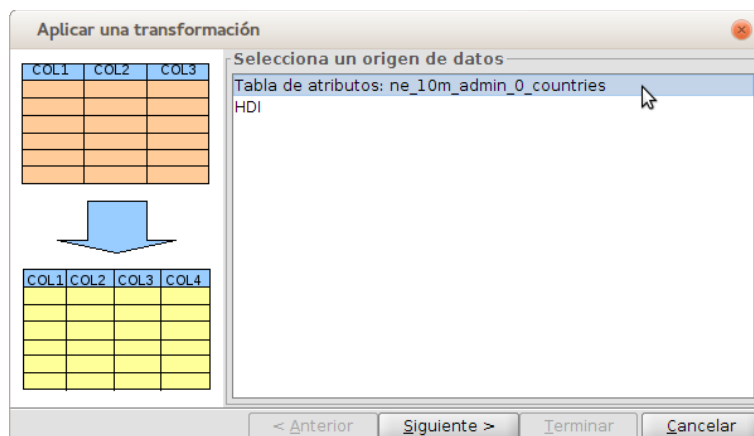 Aplicar una transformación
COL1 COL2 COL3
COL1 COL2 COL3 COL4
Selecciona un origen de datos
Tabla de atributos: ne_10m_admin_0_countries
HDI
< Anterior Siguiente > Terminar Cancelar